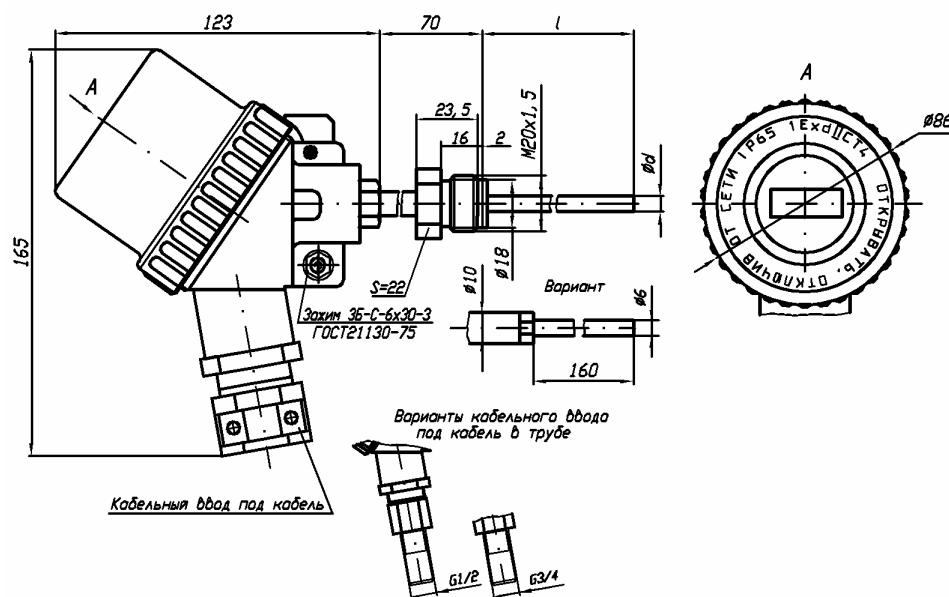 123
70
l
А
А
165
23,5
16
2
М20х1,5
Ød
Ø86
ОТКРЫВАТЬ, ОТКЛЮЧИВ ОТ СЕТИ IP65 1ExdIICT4
S=22
Ø18
Зажим ЗБ-С-6х30-3
ГОСТ21130-75
Вариант
Ø10
Ø6
160
Варианты кабельного ввода
под кабель в трубе
Кабельный ввод под кабель
G1/2
G3/4